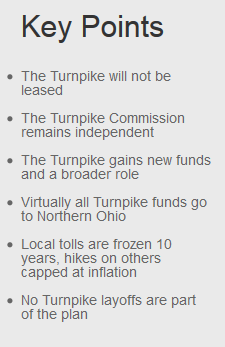 Key Points
• The Turnpike will not be
leased
• The Turnpike Commission
remains independent
• The Turnpike gains new funds
and a broader role
• Virtually all Turnpike funds go
to Northern Ohio
• Local tolls are frozen 10
years, hikes on others
capped at inflation
• No Turnpike layoffs are part
of the plan